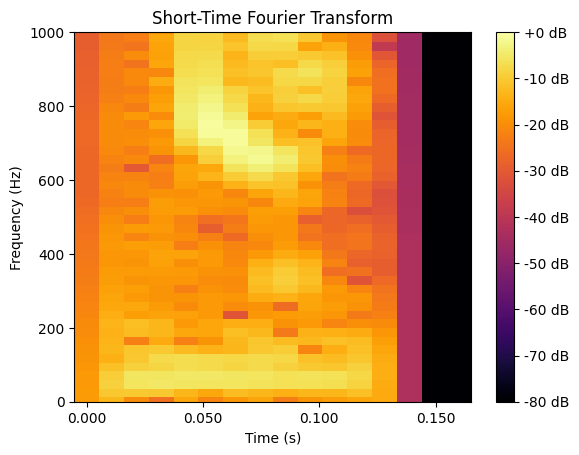 Short-Time Fourier Transform
1000
800
600
400
200
0
Frequency (Hz)
0.000
0.050
0.100
0.150
Time (s)
+0 dB
-10 dB
-20 dB
-30 dB
-40 dB
-50 dB
-60 dB
-70 dB
-80 dB